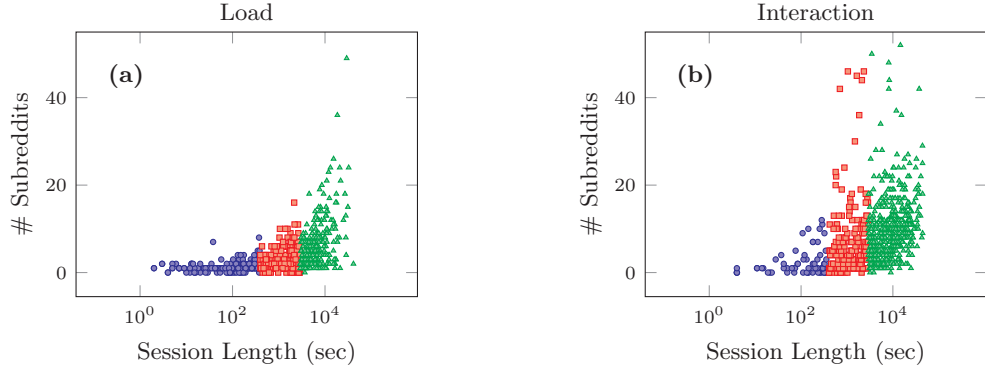 Load
(a)
# Subreddits
40
20
0
10^0
10^2
10^4
Session Length (sec)
Interaction
(b)
# Subreddits
40
20
0
10^0
10^2
10^4
Session Length (sec)